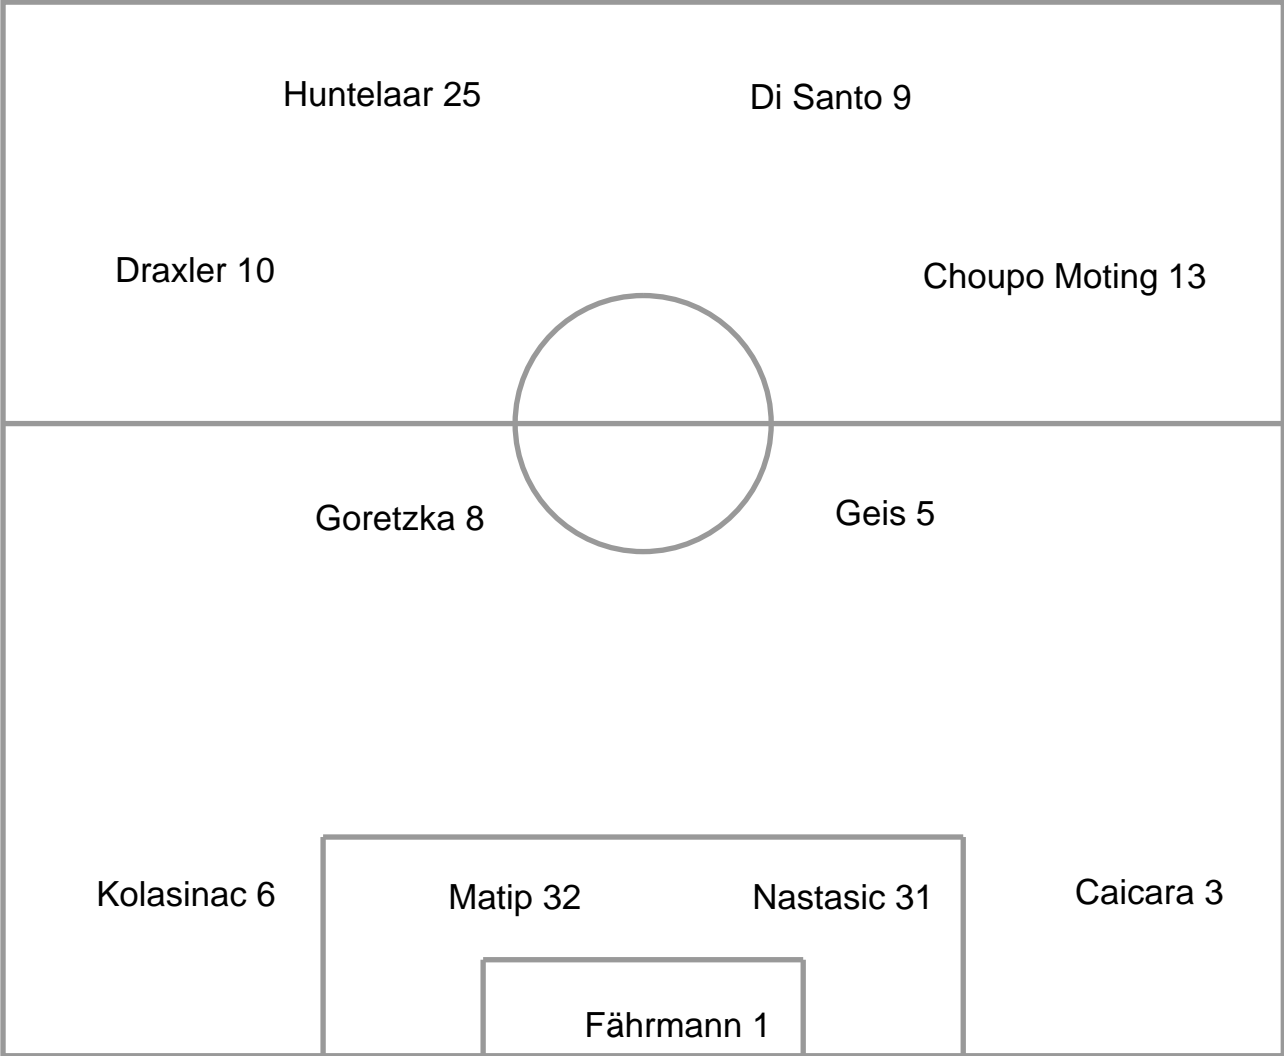 Huntelaar 25
Di Santo 9
Draxler 10
Choupo Moting 13
Goretzka 8
Geis 5
Kolasinac 6
Matip 32
Nastasic 31
Caicara 3
Fährmann 1